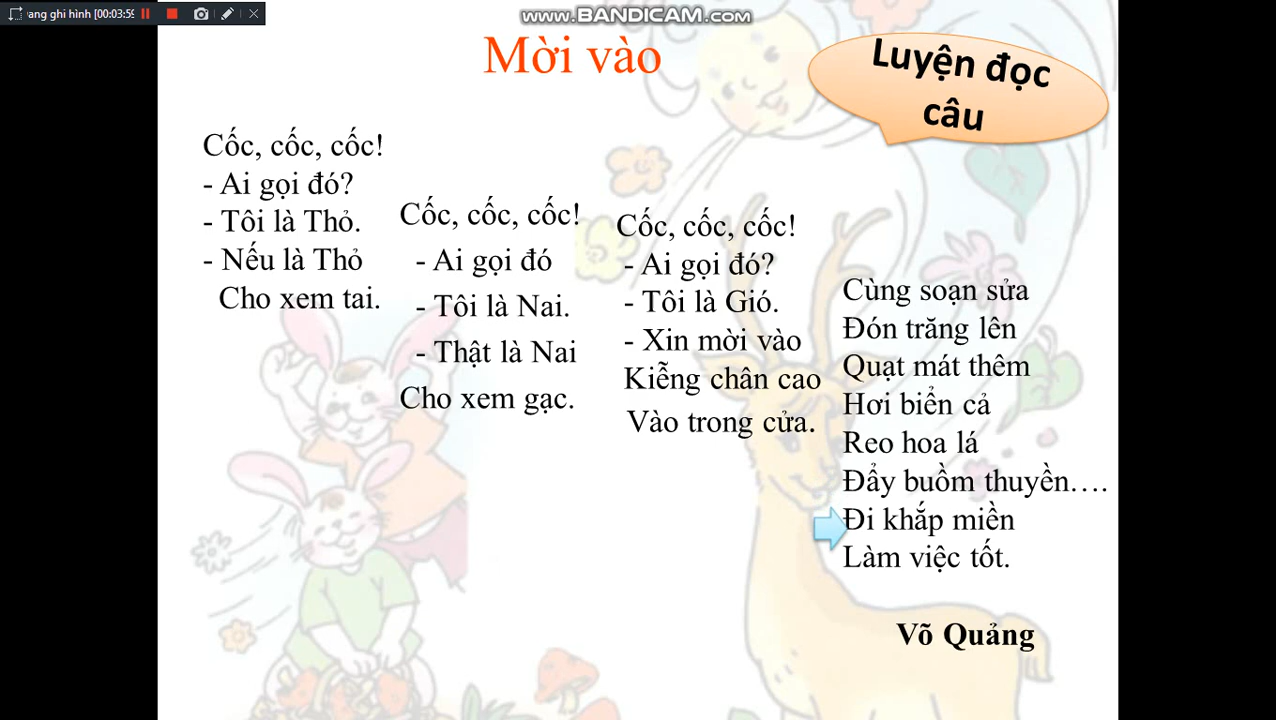 ang ghi hình [00:03:59
www.BANDICAM.com
Mời vào
Luyện đọc
câu
Cốc, cốc, cốc!
- Ai gọi đó?
- Tôi là Thỏ.
- Nếu là Thỏ
Cho xem tai.
Cốc, cốc, cốc!
- Ai gọi đó
- Tôi là Nai.
- Thật là Nai
Cho xem gạc.
Cốc, cốc, cốc!
- Ai gọi đó?
- Tôi là Gió.
- Xin mời vào
Kiễng chân cao
Vào trong cửa.
Cùng soạn sửa
Đón trăng lên
Quạt mát thêm
Hơi biển cả
Reo hoa lá
Đẩy buồm thuyền….
Đi khắp miền
Làm việc tốt.
Võ Quảng